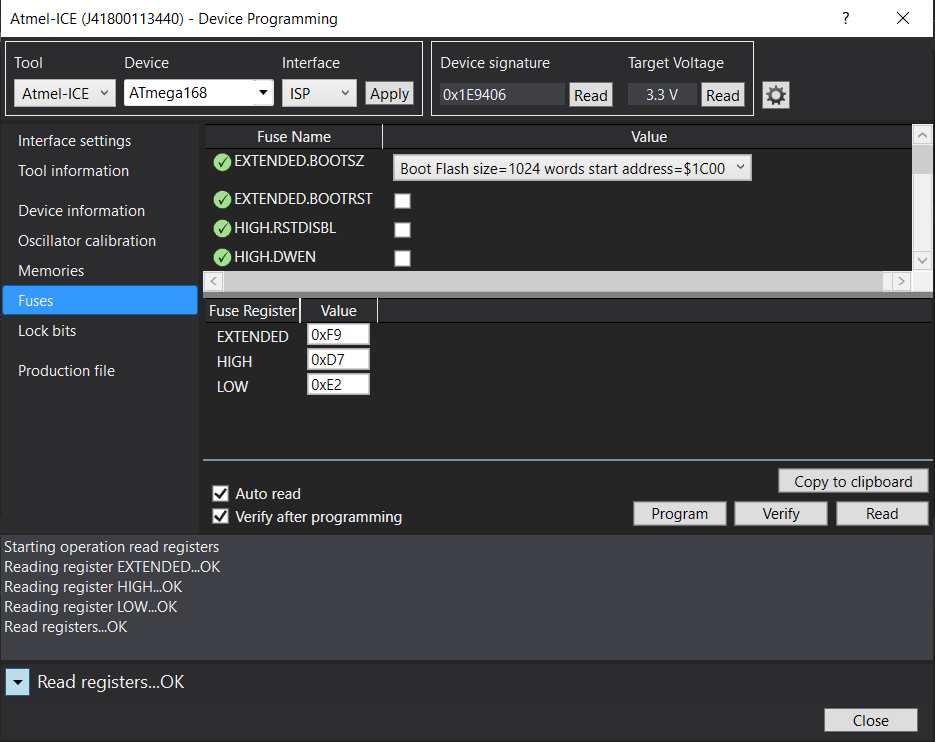 Atmel-ICE (J41800113440) - Device Programming ?
Tool Device Interface Device signature Target Voltage
Atmel-ICE ATmega168 ISP Apply 0x1E9406 Read 3.3 V Read
Interface settings
Tool information
Device information
Oscillator calibration
Memories
Fuses
Lock bits
Production file
Fuse Name Value
EXTENDED.BOOTSZ Boot Flash size=1024 words start address=$1C00
EXTENDED.BOOTRST
HIGH.RSTDISBL
HIGH.DWEN
Fuse Register Value
EXTENDED 0xF9
HIGH 0xD7
LOW 0xE2
Copy to clipboard
Auto read
Verify after programming
Program Verify Read
Starting operation read registers
Reading register EXTENDED...OK
Reading register HIGH...OK
Reading register LOW...OK
Read registers...OK
Read registers...OK
Close